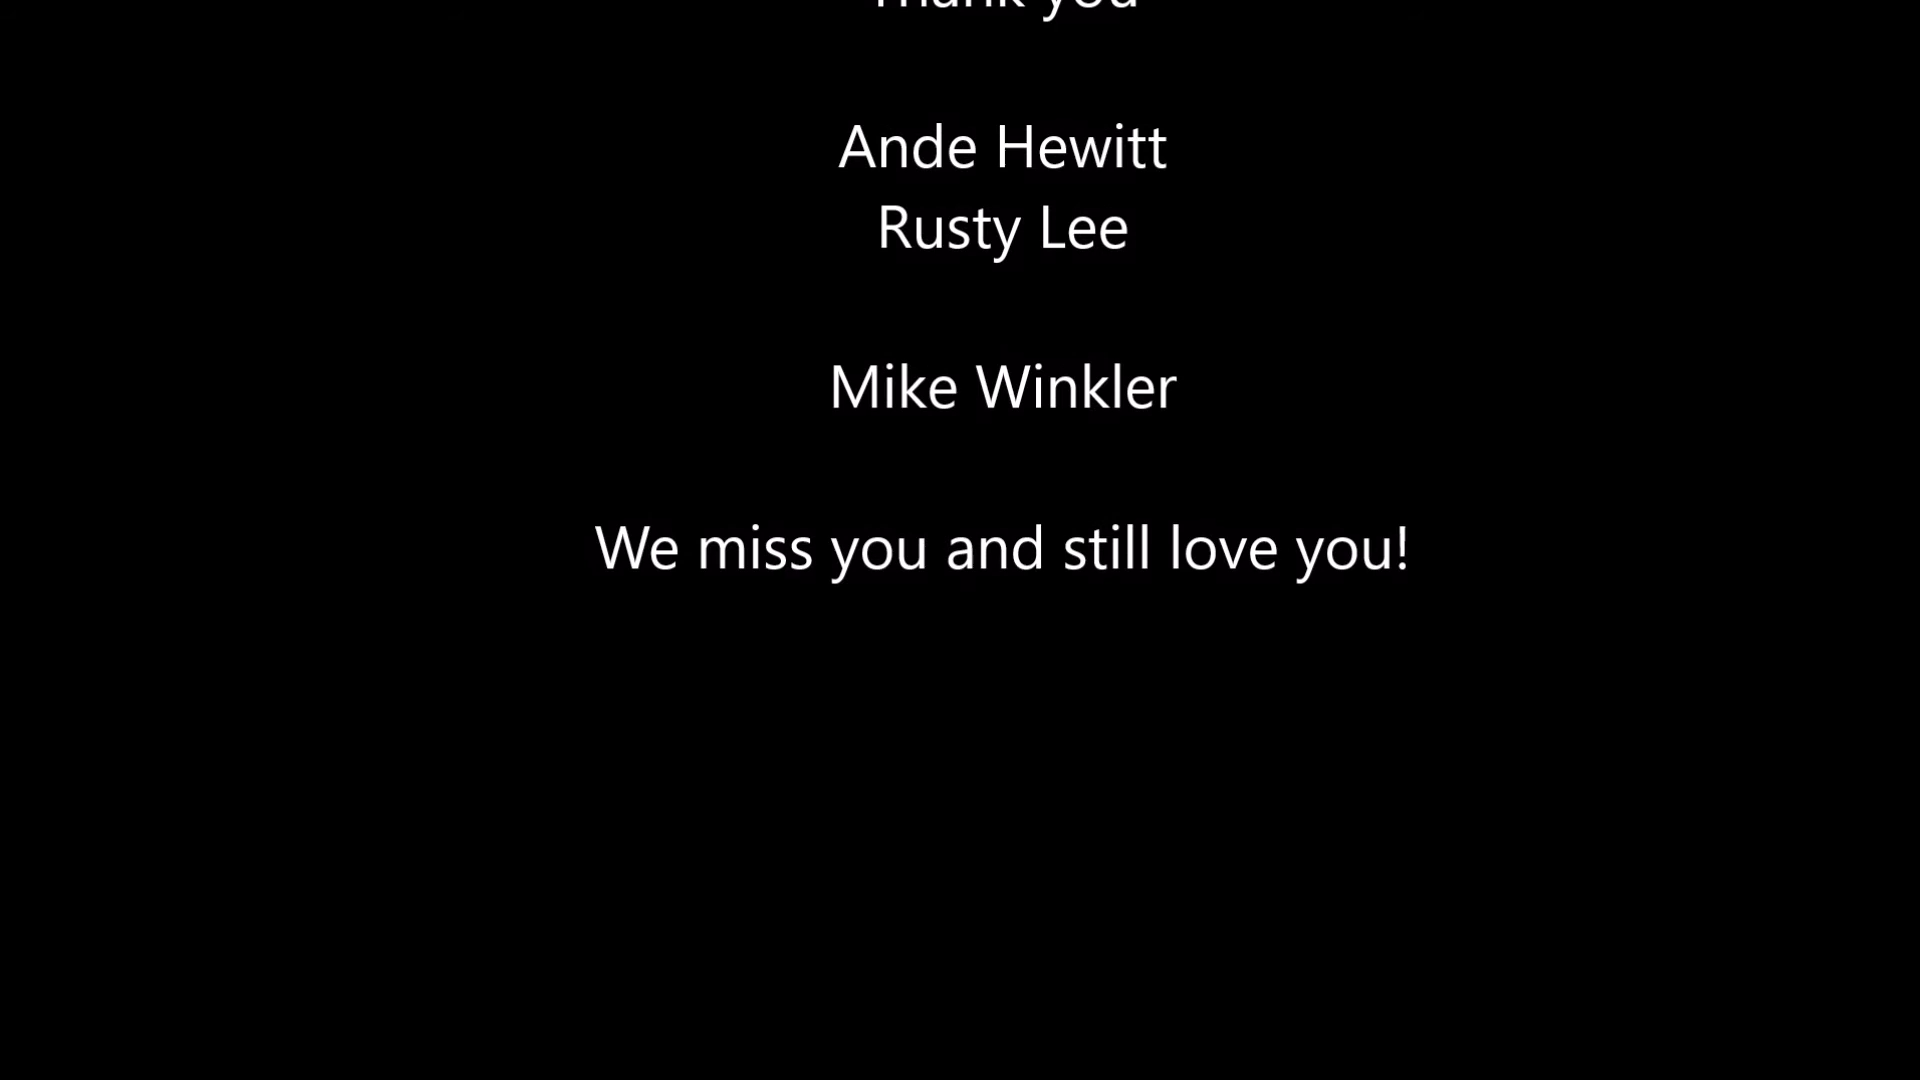 Thank you
Ande Hewitt
Rusty Lee
Mike Winkler
We miss you and still love you!